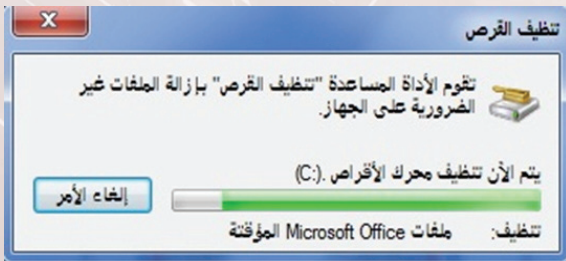 تنظيف القرص
تقوم الأداة المساعدة "تنظيف القرص" بإزالة الملفات غير
الضرورية على الجهاز.
يتم الآن تنظيف محرك الأقراص .(C:)
إلغاء الأمر
تنظيف: ملفات Microsoft Office المؤقتة